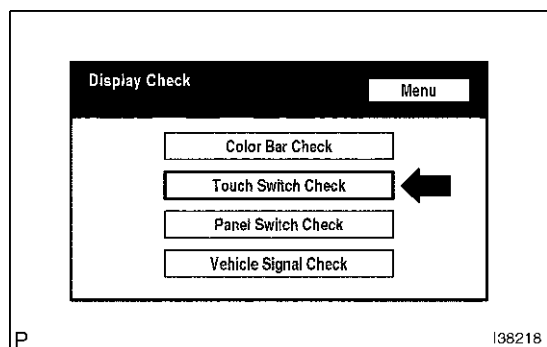 Display Check
Menu
Color Bar Check
Touch Switch Check
Panel Switch Check
Vehicle Signal Check
P
I38218